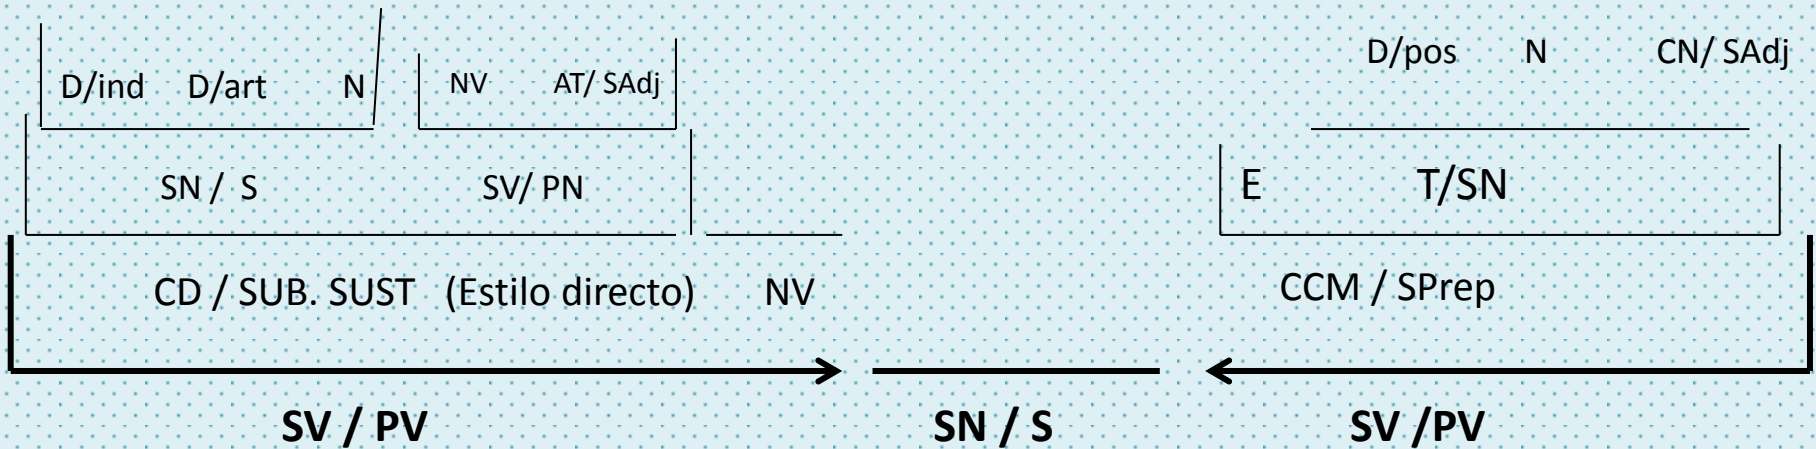 D/ind D/art N NV AT/ SAdj D/pos N CN/ SAdj
SN / S SV/ PN E T/SN
CD / SUB. SUST (Estilo directo) NV CCM / SPrep
SV / PV SN / S SV /PV